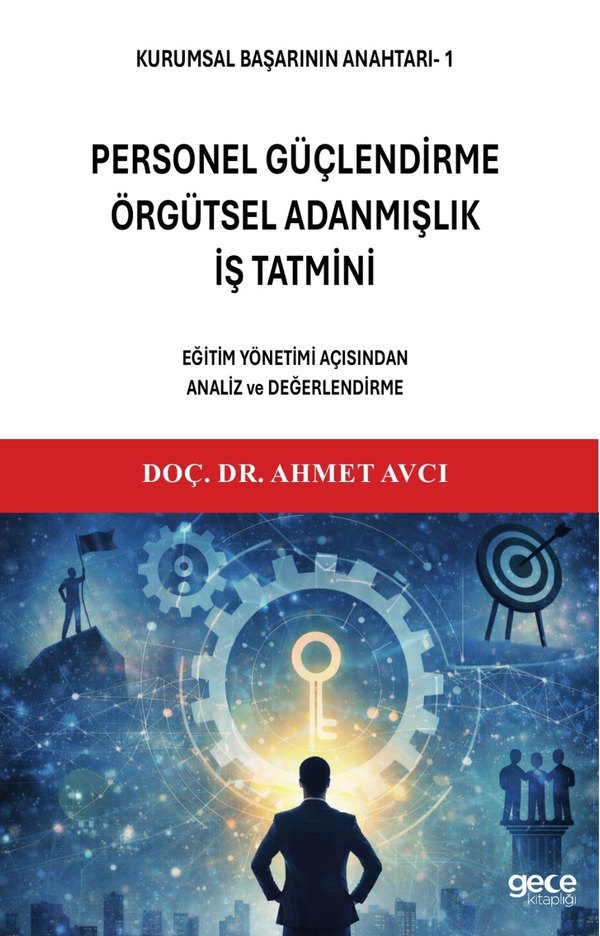 KURUMSAL BAŞARININ ANAHTARI- 1
PERSONEL GÜÇLENDİRME
ÖRGÜTSEL ADANMIŞLIK
İŞ TATMİNİ
EĞİTİM YÖNETİMİ AÇISINDAN
ANALİZ ve DEĞERLENDİRME
DOÇ. DR. AHMET AVCI
gece
kitaplığı